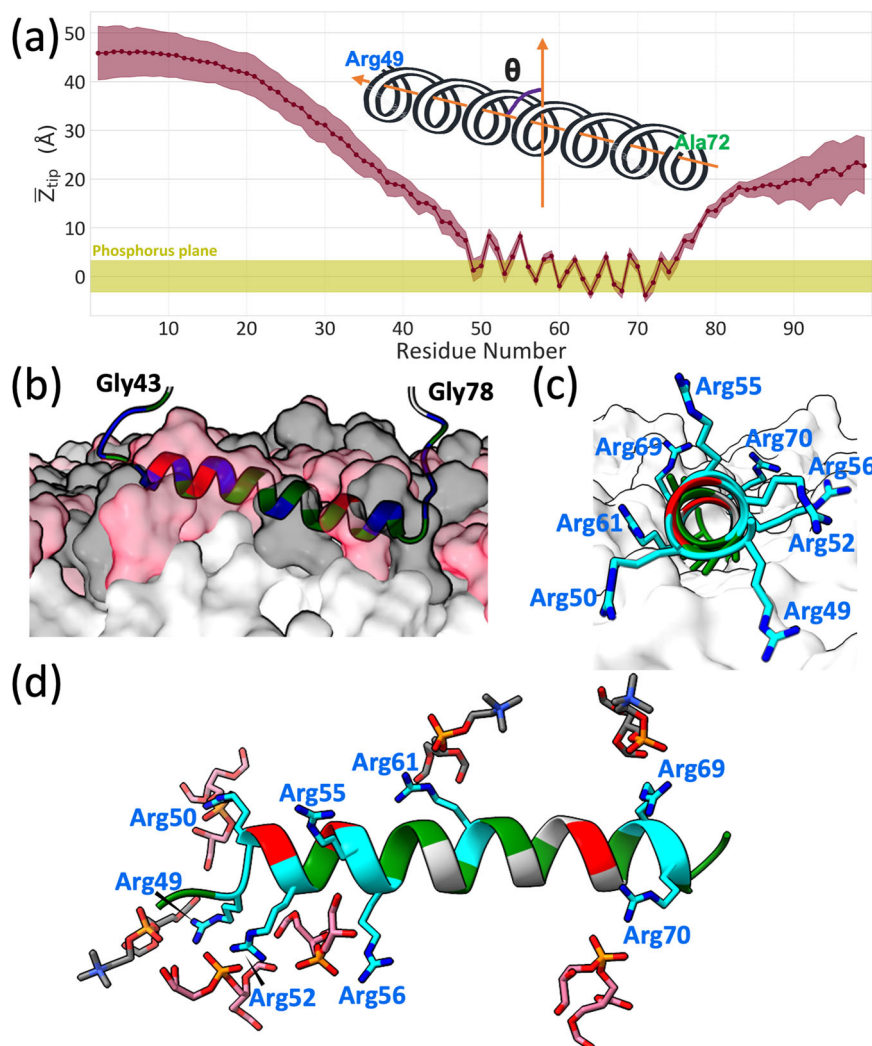 (a)
50
40
30
20
10
0
Z̅tip (Å)
Arg49
θ
Ala72
Phosphorus plane
10 20 30 40 50 60 70 80 90
Residue Number
(b)
Gly43
Gly78
(c)
Arg55
Arg69
Arg70
Arg56
Arg61
Arg52
Arg50
Arg49
(d)
Arg61
Arg69
Arg50
Arg55
Arg49
Arg70
Arg52
Arg56